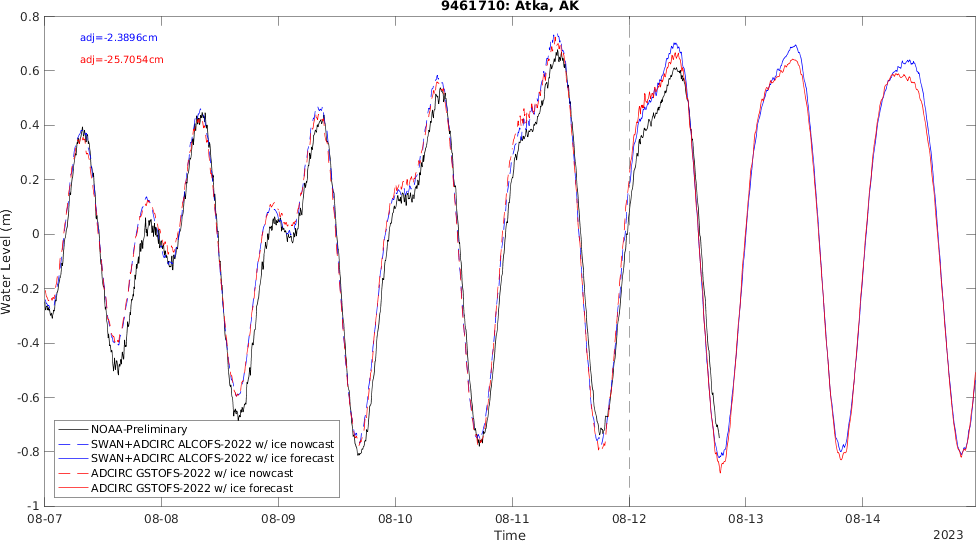 9461710: Atka, AK
adj=-2.3896cm
adj=-25.7054cm
Water Level (m)
0.8
0.6
0.4
0.2
0
-0.2
-0.4
-0.6
-0.8
-1
NOAA-Preliminary
SWAN+ADCIRC ALCOFS-2022 w/ ice nowcast
SWAN+ADCIRC ALCOFS-2022 w/ ice forecast
ADCIRC GSTOFS-2022 w/ ice nowcast
ADCIRC GSTOFS-2022 w/ ice forecast
08-07 08-08 08-09 08-10 08-11 08-12 08-13 08-14
Time
2023